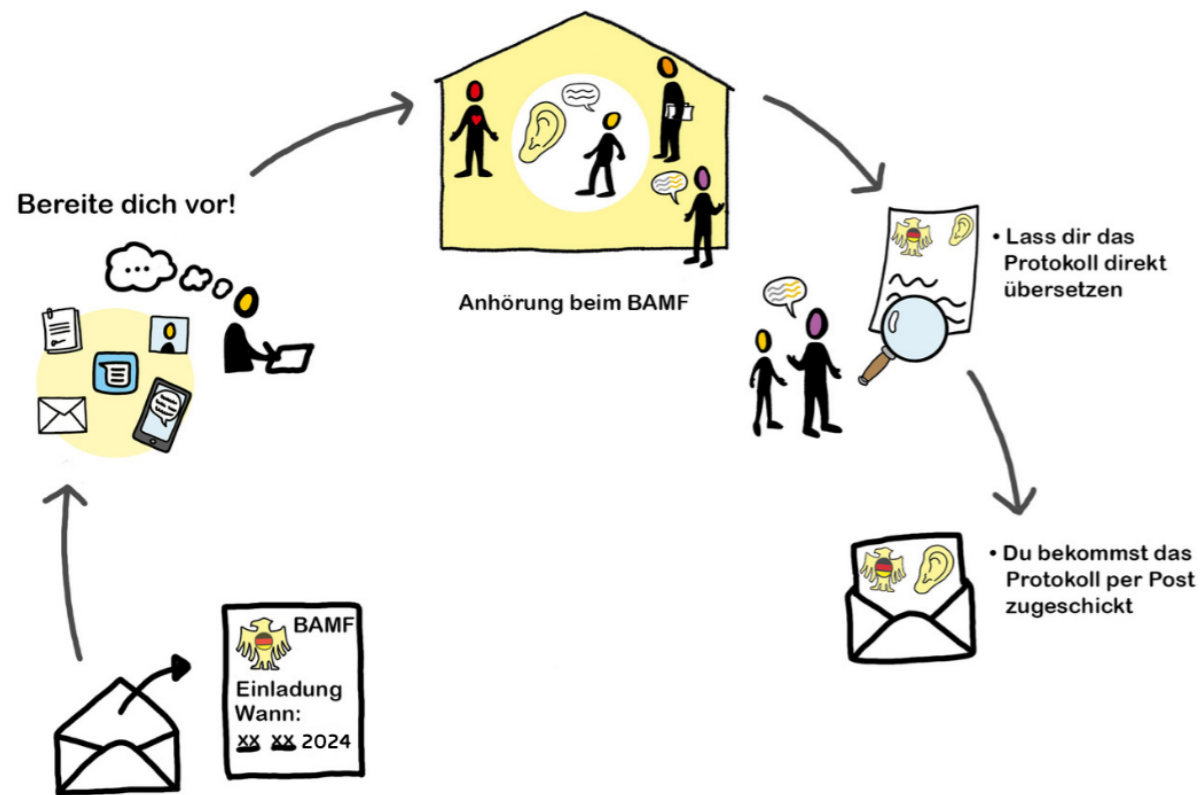 Bereite dich vor!
...
Anhörung beim BAMF
• Lass dir das
Protokoll direkt
übersetzen
• Du bekommst das
Protokoll per Post
zugeschickt
BAMF
Einladung
Wann:
XX XX 2024